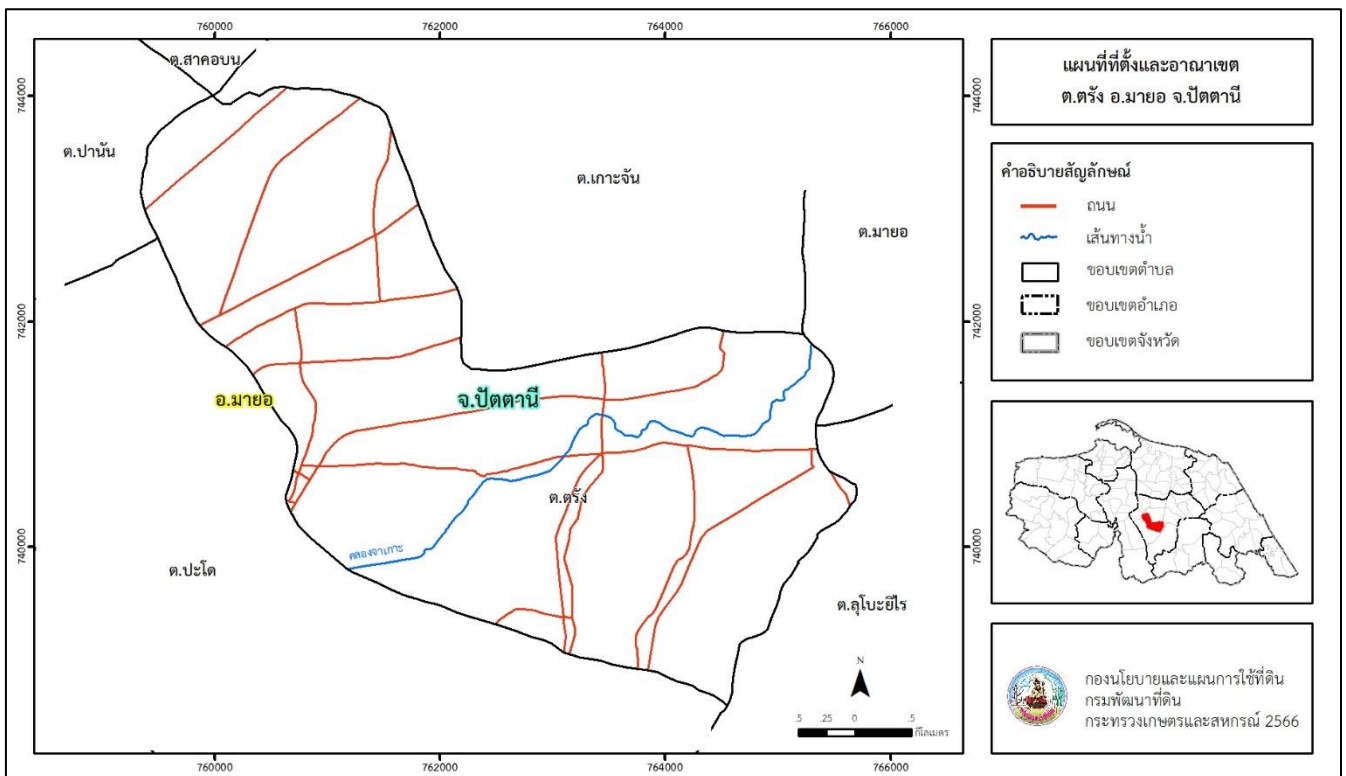 760000
762000
764000
766000
744000
742000
740000
744000
742000
740000
760000
762000
764000
766000
ต.สาคอบน
ต.ปานัน
ต.เกาะจัน
ต.มายอ
อ.มายอ
จ.ปัตตานี
ต.ตรัง
คลองจาเกาะ
ต.ปะโด
ต.ลุโบะยิไร
N
.5 .25 0 .5
กิโลเมตร
แผนที่ที่ตั้งและอาณาเขต
ต.ตรัง อ.มายอ จ.ปัตตานี
คำอธิบายสัญลักษณ์
ถนน
เส้นทางน้ำ
ขอบเขตตำบล
ขอบเขตอำเภอ
ขอบเขตจังหวัด
กองนโยบายและแผนการใช้ที่ดิน
กรมพัฒนาที่ดิน
กระทรวงเกษตรและสหกรณ์ 2566